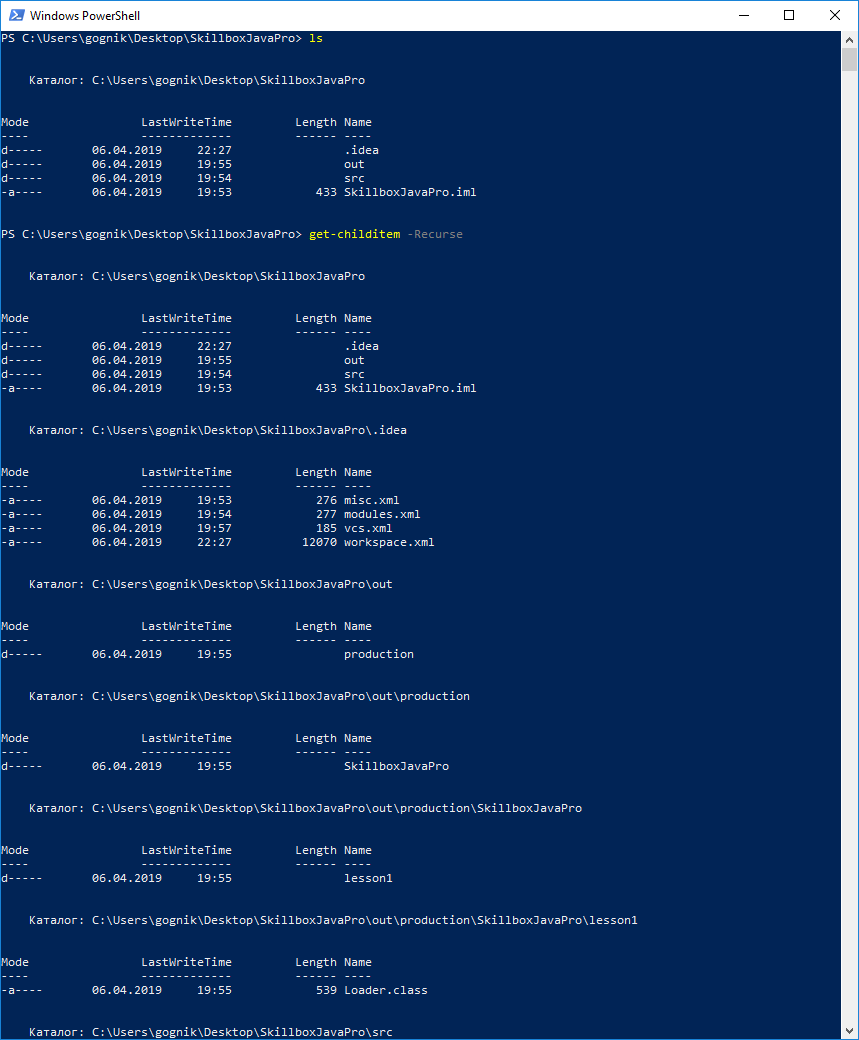 Windows PowerShell
PS C:\Users\gognik\Desktop\SkillboxJavaPro> ls
Каталог: C:\Users\gognik\Desktop\SkillboxJavaPro
Mode LastWriteTime Length Name
---- ------------- ------ ----
d----- 06.04.2019 22:27 .idea
d----- 06.04.2019 19:55 out
d----- 06.04.2019 19:54 src
-a---- 06.04.2019 19:53 433 SkillboxJavaPro.iml
PS C:\Users\gognik\Desktop\SkillboxJavaPro> get-childitem -Recurse
Каталог: C:\Users\gognik\Desktop\SkillboxJavaPro
Mode LastWriteTime Length Name
---- ------------- ------ ----
d----- 06.04.2019 22:27 .idea
d----- 06.04.2019 19:55 out
d----- 06.04.2019 19:54 src
-a---- 06.04.2019 19:53 433 SkillboxJavaPro.iml
Каталог: C:\Users\gognik\Desktop\SkillboxJavaPro\.idea
Mode LastWriteTime Length Name
---- ------------- ------ ----
-a---- 06.04.2019 19:53 276 misc.xml
-a---- 06.04.2019 19:54 277 modules.xml
-a---- 06.04.2019 19:57 185 vcs.xml
-a---- 06.04.2019 22:27 12070 workspace.xml
Каталог: C:\Users\gognik\Desktop\SkillboxJavaPro\out
Mode LastWriteTime Length Name
---- ------------- ------ ----
d----- 06.04.2019 19:55 production
Каталог: C:\Users\gognik\Desktop\SkillboxJavaPro\out\production
Mode LastWriteTime Length Name
---- ------------- ------ ----
d----- 06.04.2019 19:55 SkillboxJavaPro
Каталог: C:\Users\gognik\Desktop\SkillboxJavaPro\out\production\SkillboxJavaPro
Mode LastWriteTime Length Name
---- ------------- ------ ----
d----- 06.04.2019 19:55 lesson1
Каталог: C:\Users\gognik\Desktop\SkillboxJavaPro\out\production\SkillboxJavaPro\lesson1
Mode LastWriteTime Length Name
---- ------------- ------ ----
-a---- 06.04.2019 19:55 539 Loader.class
Каталог: C:\Users\gognik\Desktop\SkillboxJavaPro\src